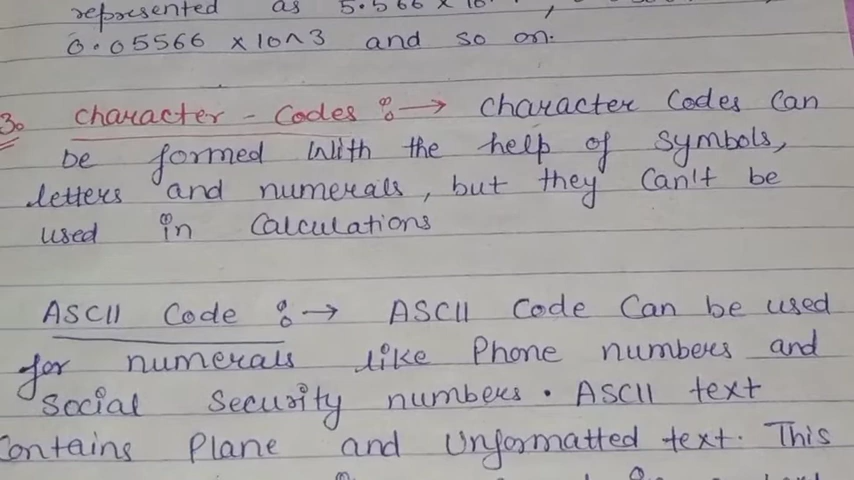 represented as 5.566 x 10
0.05566 x10^3 and so on.
3. Character - Codes :→ Character Codes Can
be formed With the help of symbols,
letters and numerals, but they Can't be
used in Calculations
ASCII Code :→ ASCII Code Can be used
for numerals like Phone numbers and
Social Security numbers. ASCII text
Contains Plane and Unformatted text. This